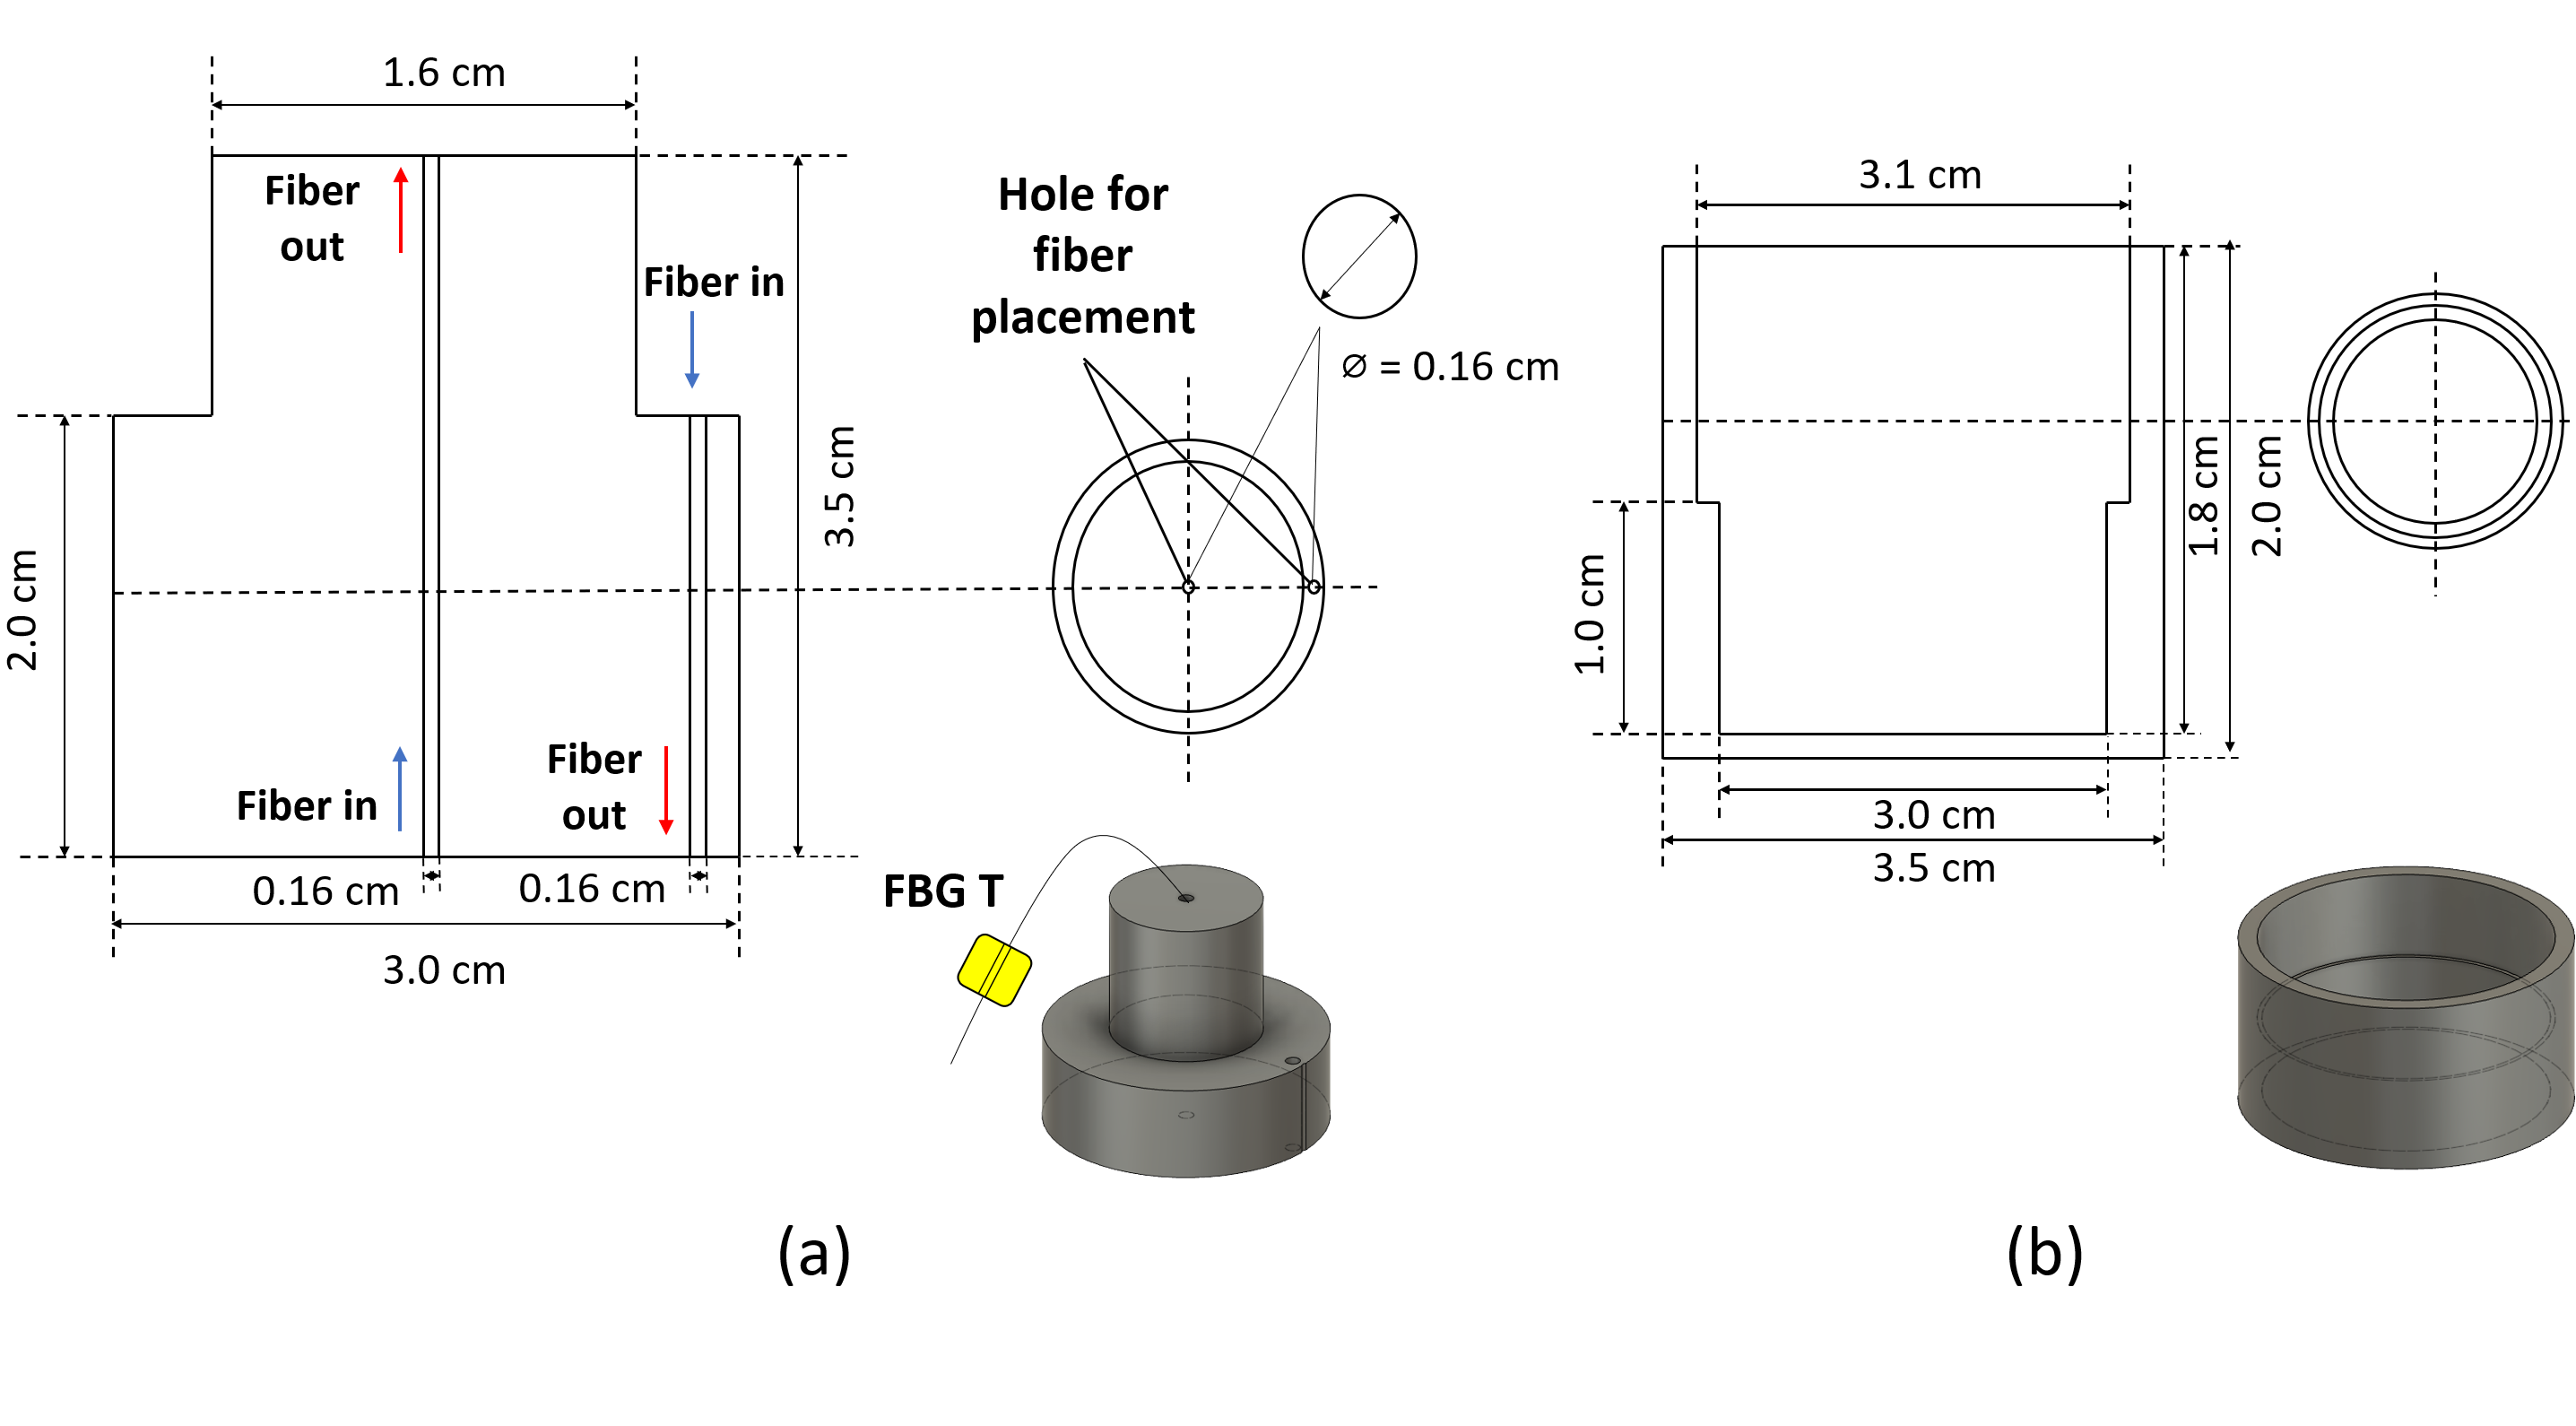 1.6 cm
Fiber
out
Fiber in
2.0 cm
3.5 cm
Fiber in
Fiber
out
0.16 cm
0.16 cm
3.0 cm
Hole for
fiber
placement
⌀ = 0.16 cm
FBG T
(a)
3.1 cm
1.0 cm
1.8 cm
2.0 cm
3.0 cm
3.5 cm
(b)